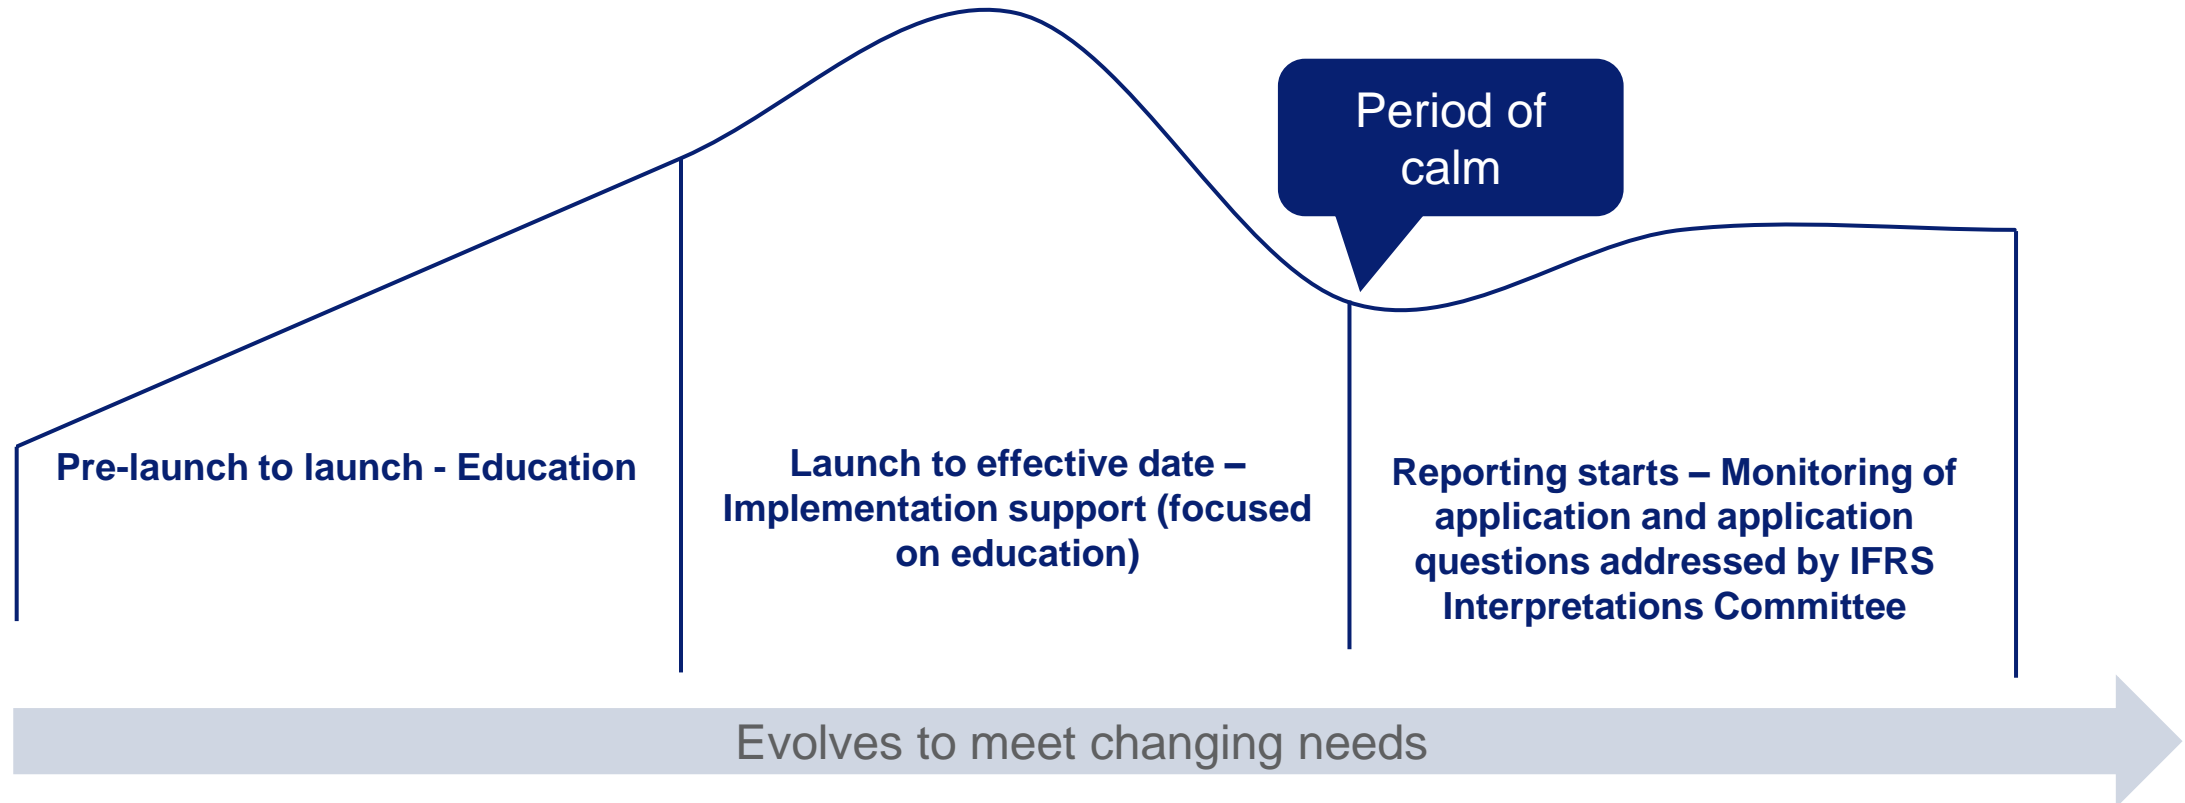 Period of
calm
Pre-launch to launch - Education
Launch to effective date –
Implementation support (focused
on education)
Reporting starts – Monitoring of
application and application
questions addressed by IFRS
Interpretations Committee
Evolves to meet changing needs